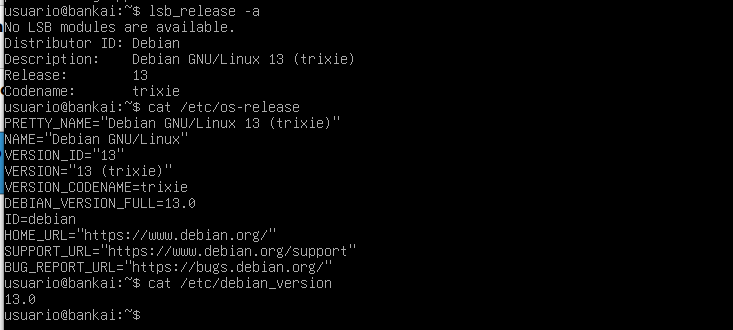 usuario@bankai:~$ lsb_release -a
No LSB modules are available.
Distributor ID: Debian
Description:    Debian GNU/Linux 13 (trixie)
Release:        13
Codename:       trixie
usuario@bankai:~$ cat /etc/os-release
PRETTY_NAME="Debian GNU/Linux 13 (trixie)"
NAME="Debian GNU/Linux"
VERSION_ID="13"
VERSION="13 (trixie)"
VERSION_CODENAME=trixie
DEBIAN_VERSION_FULL=13.0
ID=debian
HOME_URL="https://www.debian.org/"
SUPPORT_URL="https://www.debian.org/support"
BUG_REPORT_URL="https://bugs.debian.org/"
usuario@bankai:~$ cat /etc/debian_version
13.0
usuario@bankai:~$